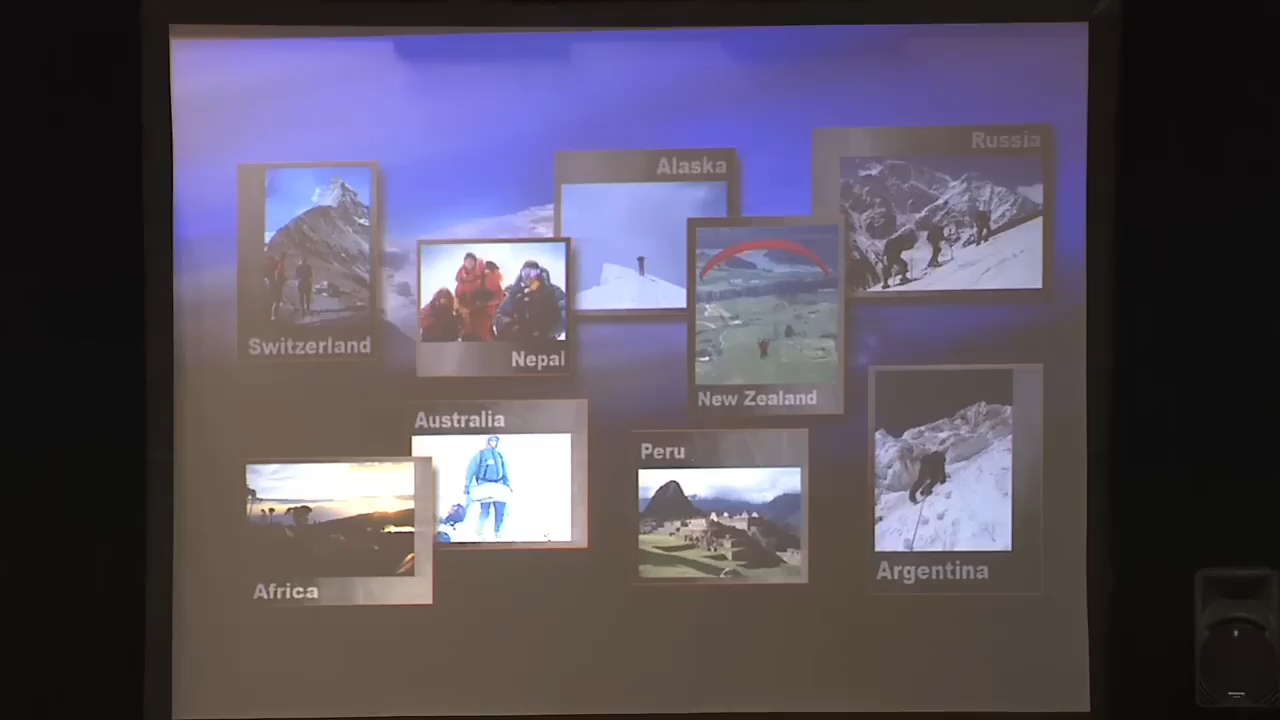 Russia
Alaska
Switzerland
Nepal
New Zealand
Australia
Peru
Argentina
Africa